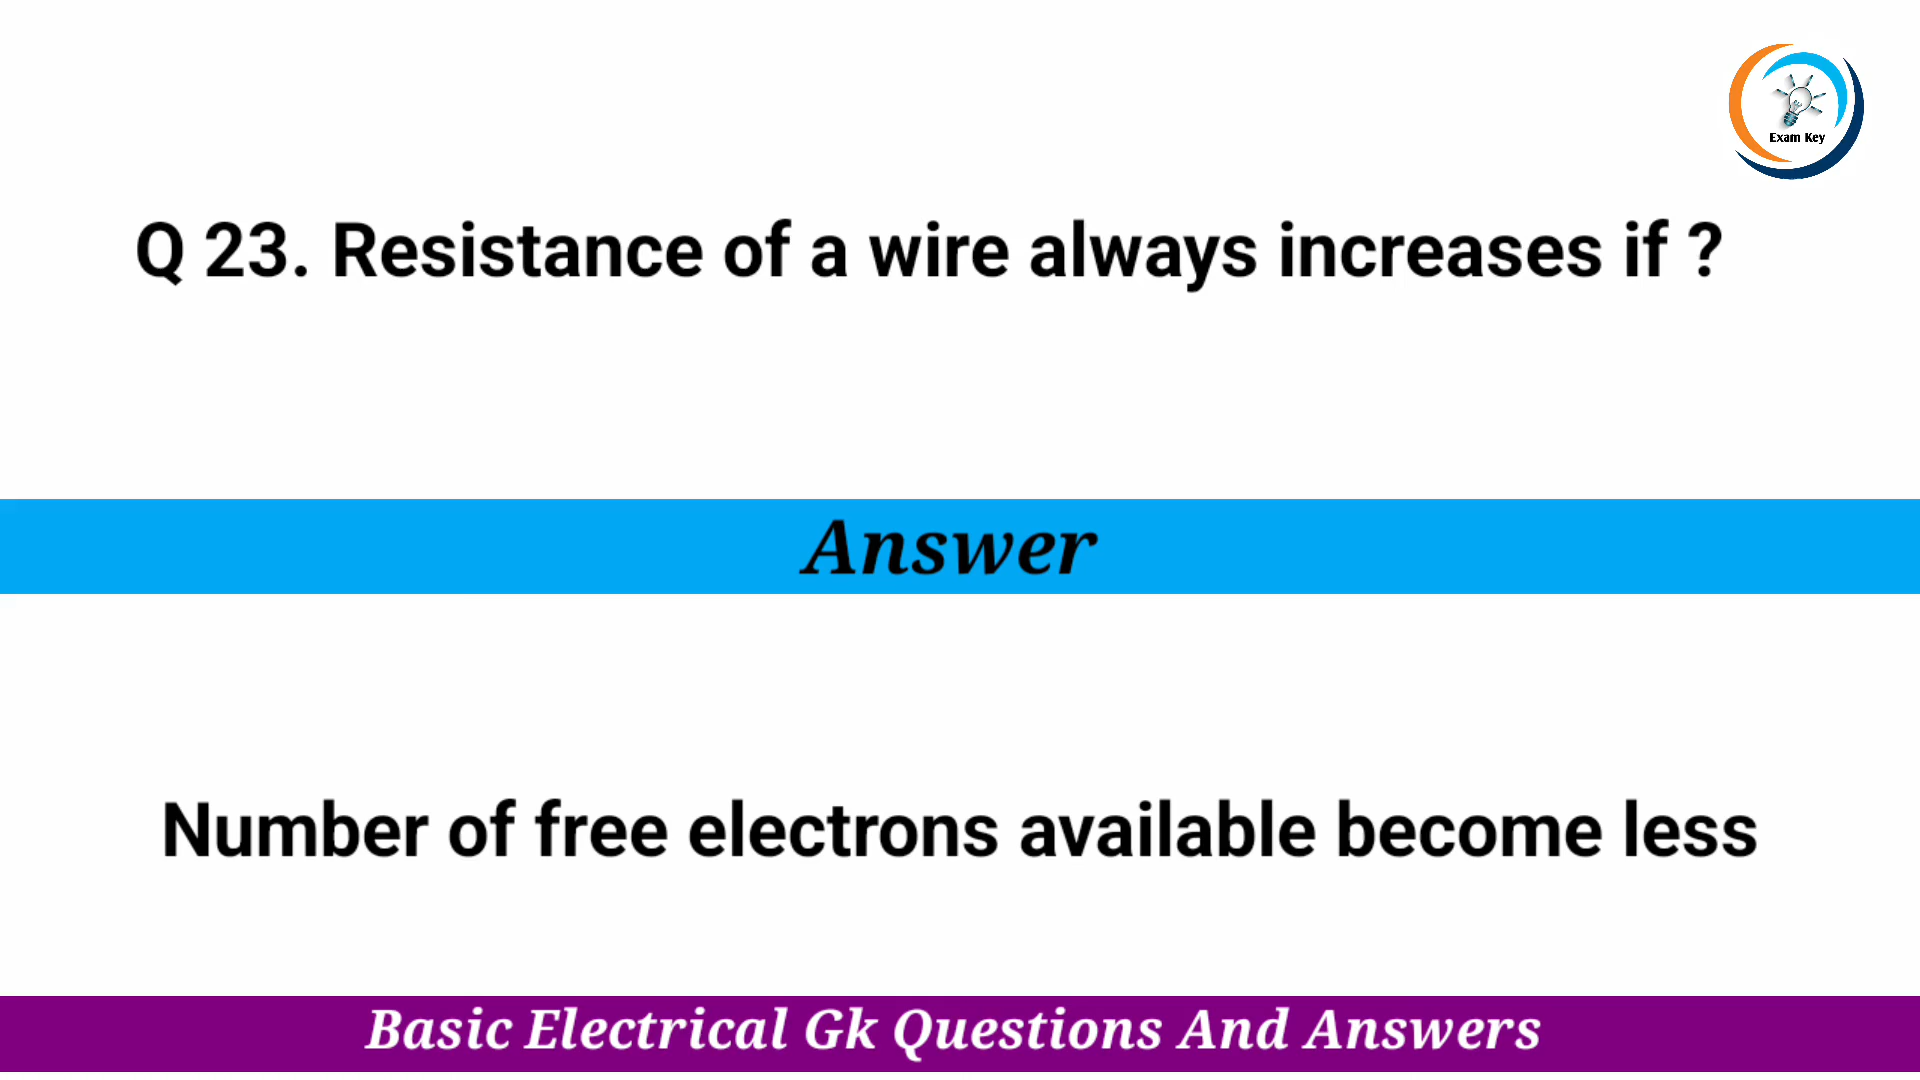 Exam Key
Q 23. Resistance of a wire always increases if ?
Answer
Number of free electrons available become less
Basic Electrical Gk Questions And Answers